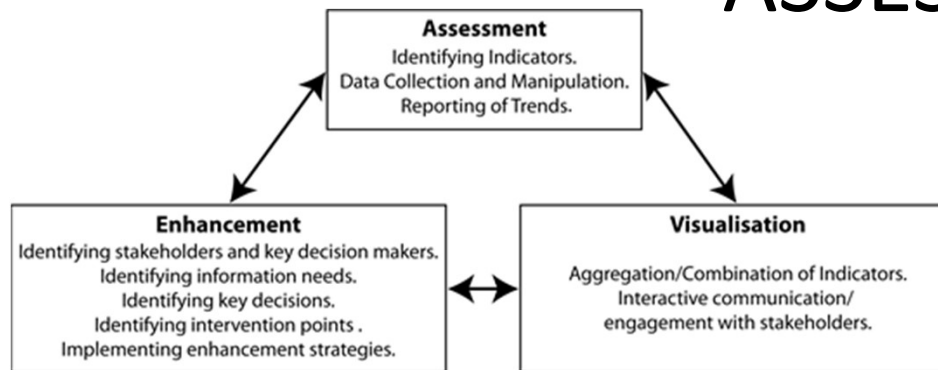 ASSES
Assessment
Identifying Indicators.
Data Collection and Manipulation.
Reporting of Trends.
Enhancement
Identifying stakeholders and key decision makers.
Identifying information needs.
Identifying key decisions.
Identifying intervention points .
Implementing enhancement strategies.
Visualisation
Aggregation/Combination of Indicators.
Interactive communication/
engagement with stakeholders.